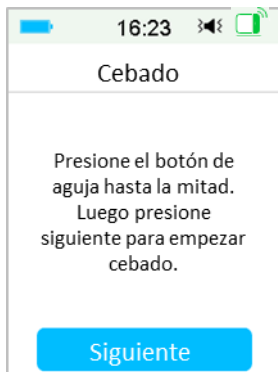 16:23
Cebado
Presione el botón de
aguja hasta la mitad.
Luego presione
siguiente para empezar
cebado.
Siguiente